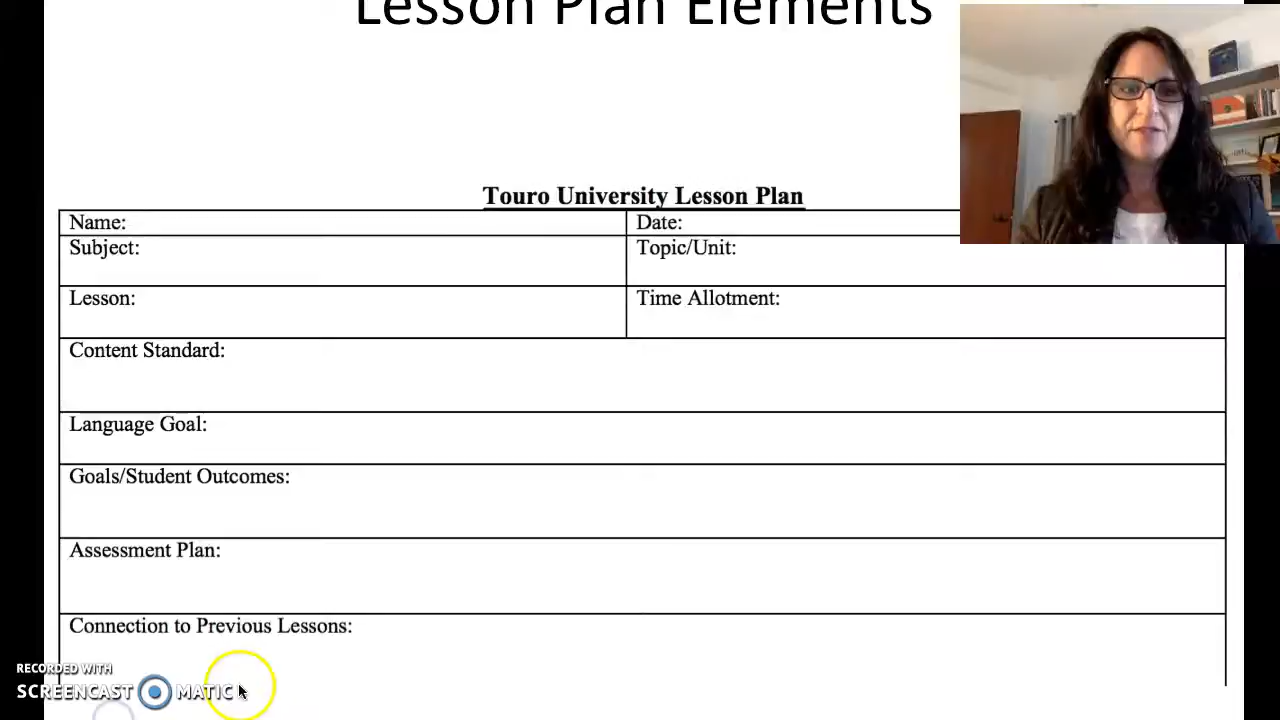 Lesson Plan Elements
Touro University Lesson Plan
Name:
Date:
Subject:
Topic/Unit:
Lesson:
Time Allotment:
Content Standard:
Language Goal:
Goals/Student Outcomes:
Assessment Plan:
Connection to Previous Lessons:
RECORDED WITH
SCREENCAST MATIC